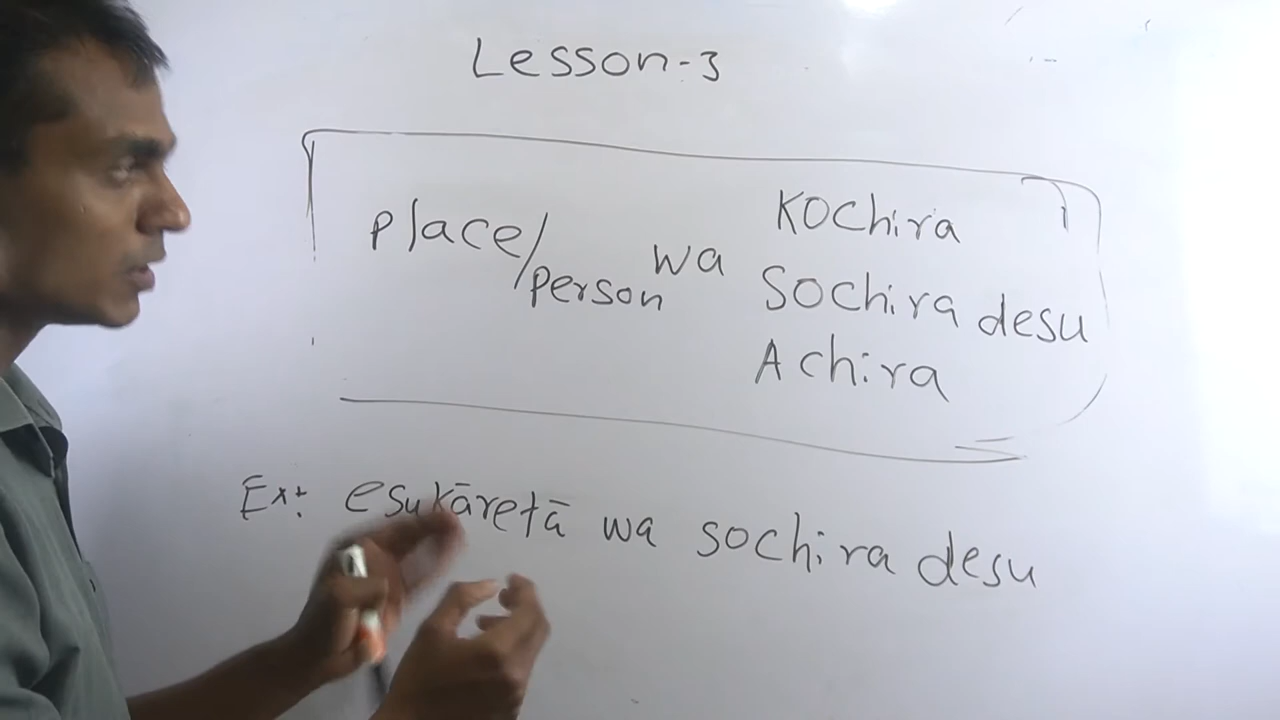 Lesson-3
place/person wa
Kochira
Sochira desu
Achira
Ex: esukāretā wa sochira desu